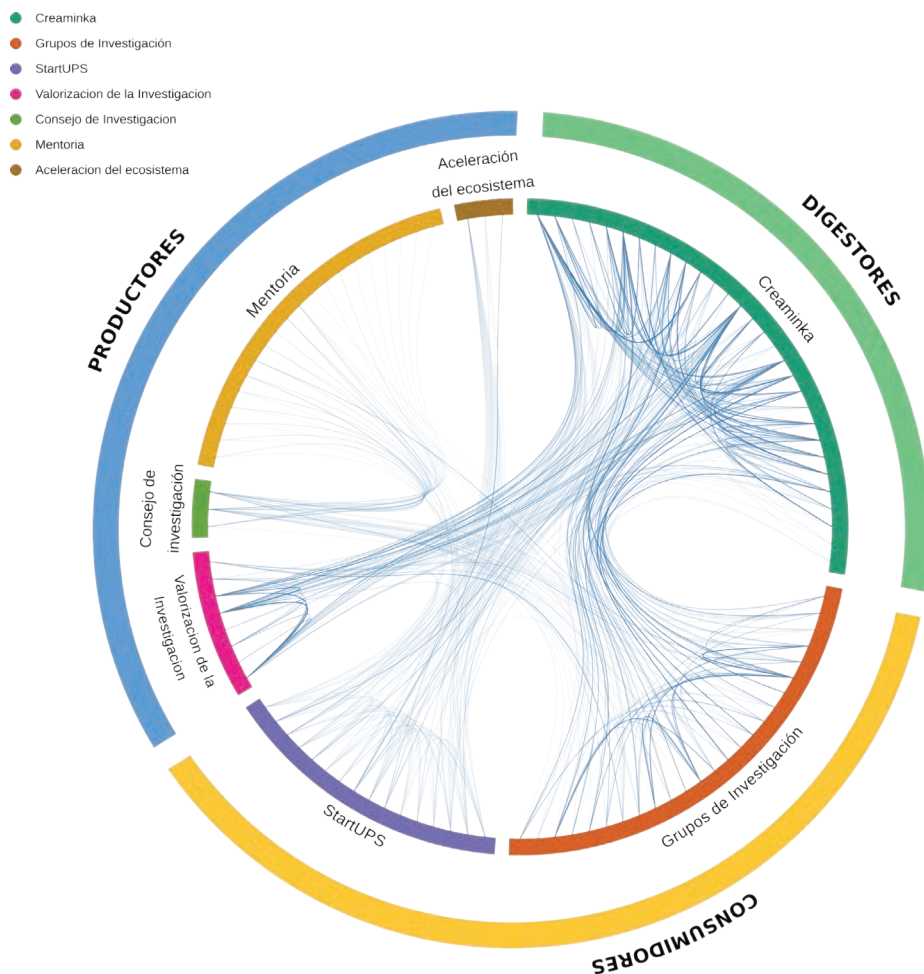 Creaminka
Grupos de Investigación
StartUPS
Valorizacion de la Investigacion
Consejo de Investigacion
Mentoria
Aceleracion del ecosistema
Aceleración
del ecosistema
PRODUCTORES
DIGESTORES
Mentoria
Creaminka
Consejo de
investigación
Valorizacion de la
Investigacion
StartUPS
Grupos de Investigación
CONSUMIDORES